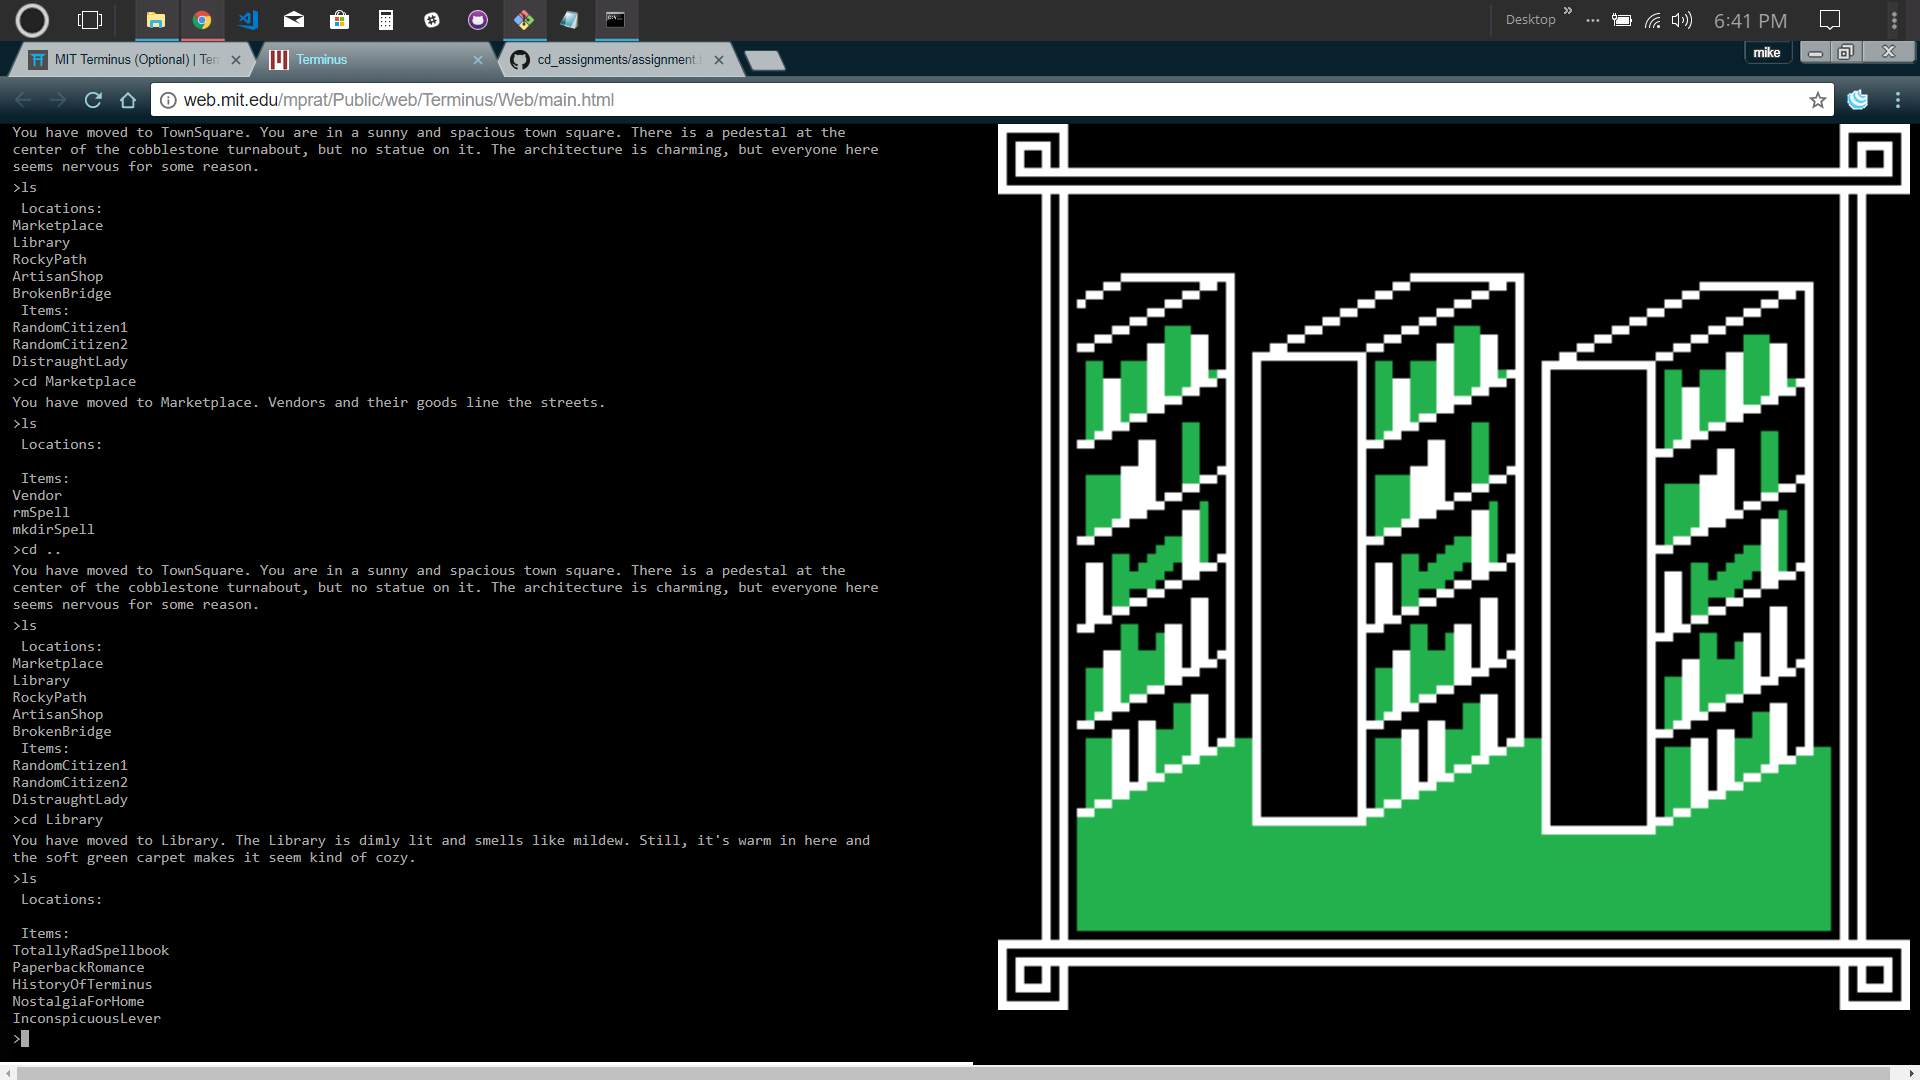 Desktop
6:41 PM
MIT Terminus (Optional) | Ter
Terminus
cd_assignments/assignment.t
mike
web.mit.edu/mprat/Public/web/Terminus/Web/main.html
You have moved to TownSquare. You are in a sunny and spacious town square. There is a pedestal at the
center of the cobblestone turnabout, but no statue on it. The architecture is charming, but everyone here
seems nervous for some reason.
>ls
Locations:
Marketplace
Library
RockyPath
ArtisanShop
BrokenBridge
Items:
RandomCitizen1
RandomCitizen2
DistraughtLady
>cd Marketplace
You have moved to Marketplace. Vendors and their goods line the streets.
>ls
Locations:
Items:
Vendor
rmSpell
mkdirSpell
>cd ..
You have moved to TownSquare. You are in a sunny and spacious town square. There is a pedestal at the
center of the cobblestone turnabout, but no statue on it. The architecture is charming, but everyone here
seems nervous for some reason.
>ls
Locations:
Marketplace
Library
RockyPath
ArtisanShop
BrokenBridge
Items:
RandomCitizen1
RandomCitizen2
DistraughtLady
>cd Library
You have moved to Library. The Library is dimly lit and smells like mildew. Still, it's warm in here and
the soft green carpet makes it seem kind of cozy.
>ls
Locations:
Items:
TotallyRadSpellbook
PaperbackRomance
HistoryOfTerminus
NostalgiaForHome
InconspicuousLever
>